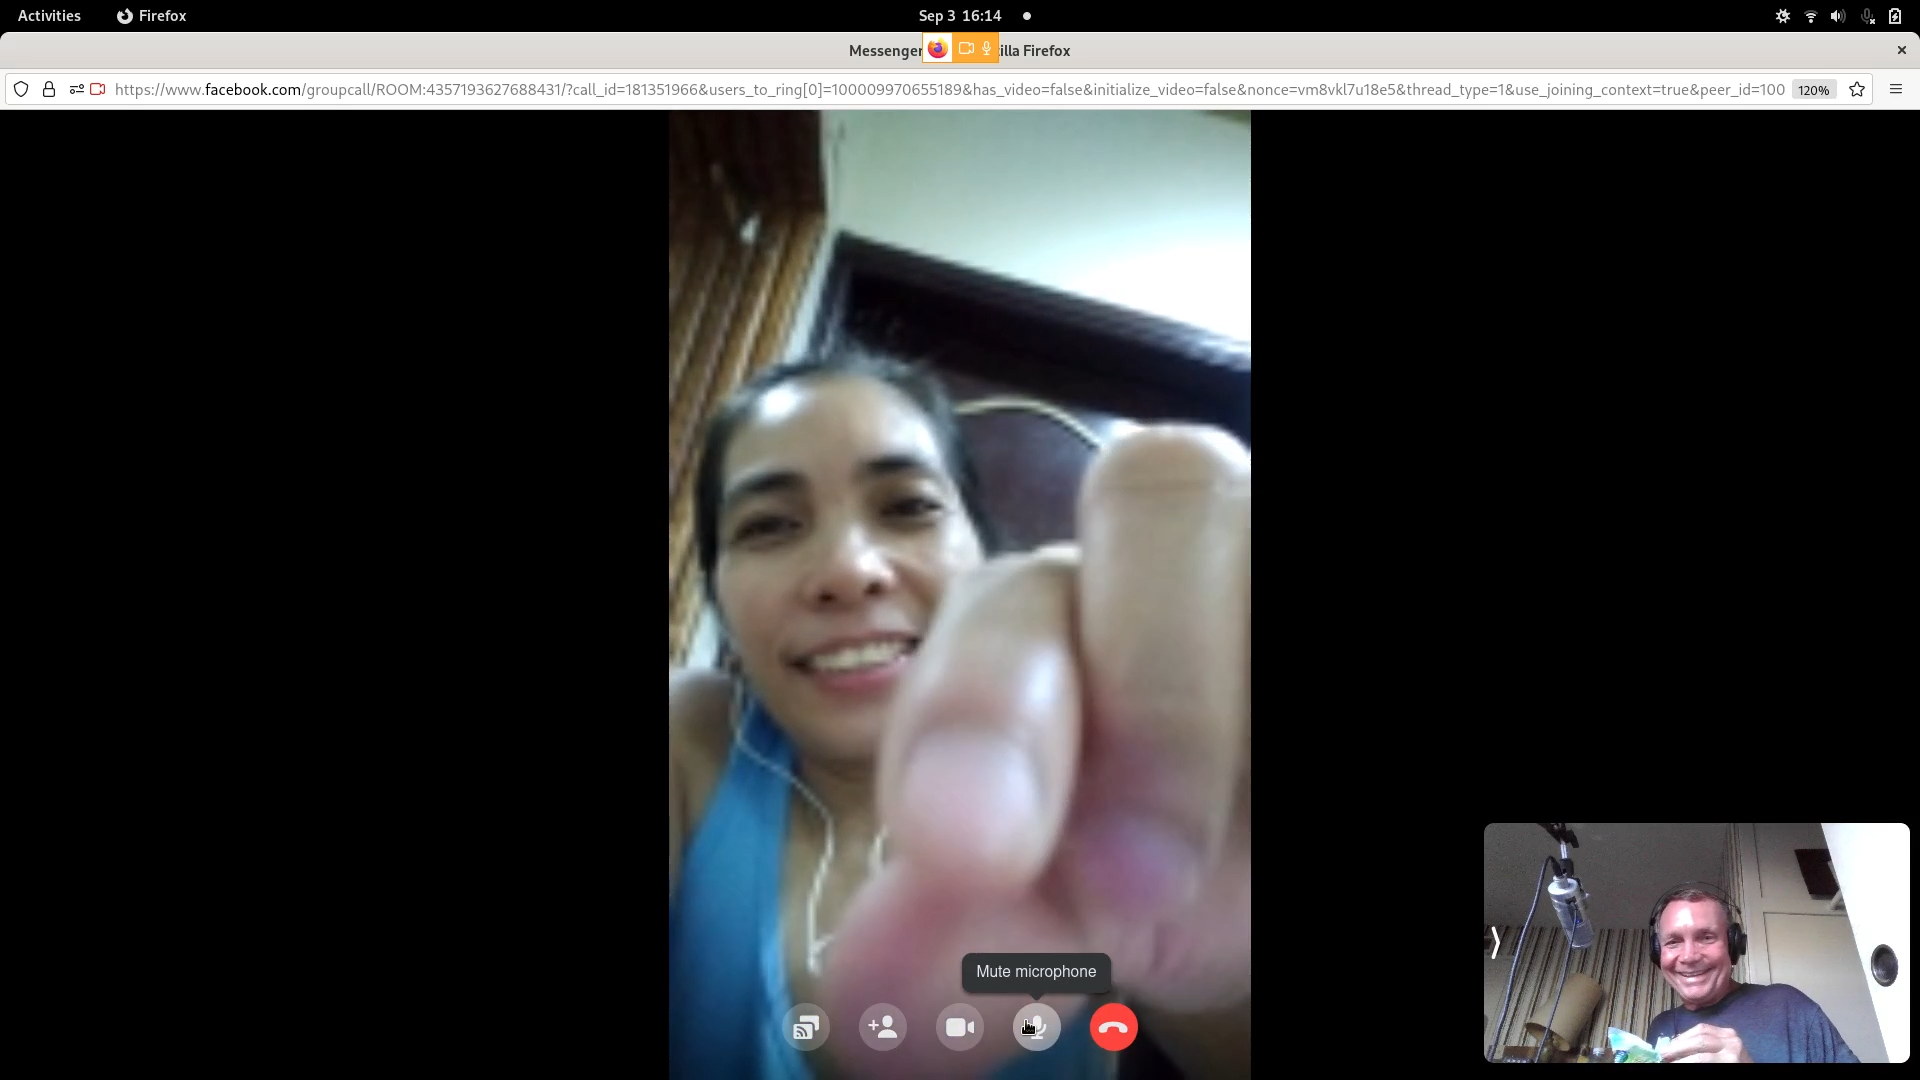 Activities Firefox Sep 3 16:14
Messenger illa Firefox
https://www.facebook.com/groupcall/ROOM:4357193627688431/?call_id=181351966&users_to_ring[0]=100009970655189&has_video=false&initialize_video=false&nonce=vm8vkl7u18e5&thread_type=1&use_joining_context=true&peer_id=100 120%
Mute microphone